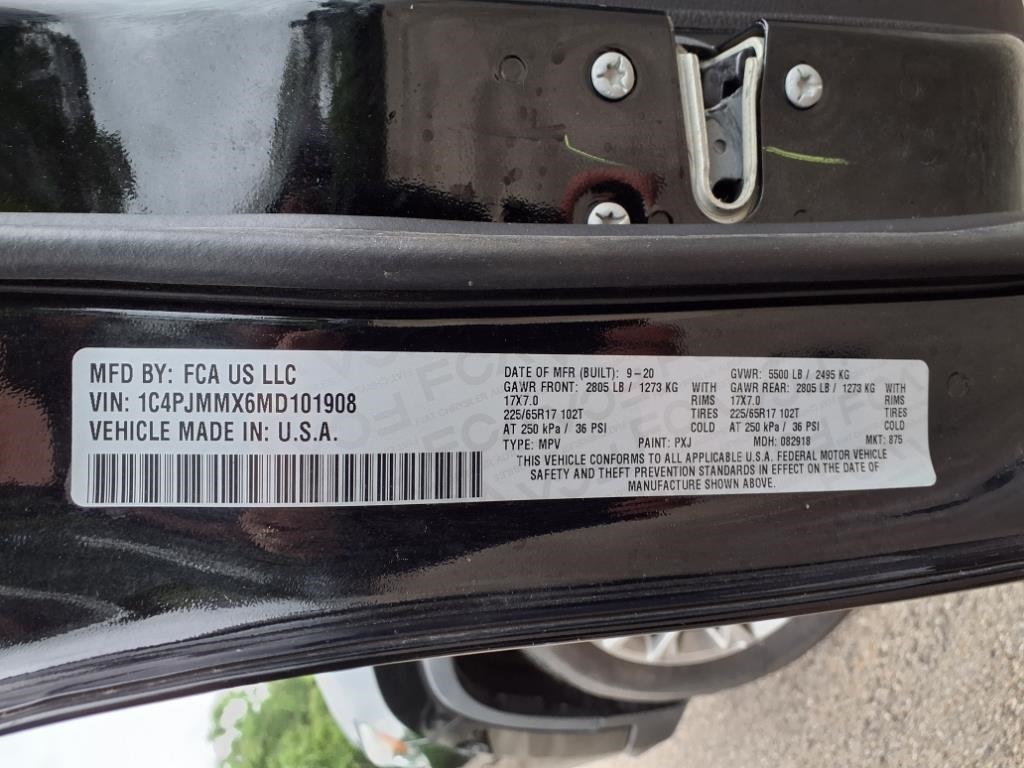 MFD BY: FCA US LLC
VIN: 1C4PJMMX6MD101908
VEHICLE MADE IN: U.S.A.
DATE OF MFR (BUILT): 9-20 GVWR: 5500 LB / 2495 KG
GAWR FRONT: 2805 LB / 1273 KG WITH GAWR REAR: 2805 LB / 1273 KG WITH
17X7.0 RIMS 17X7.0 RIMS
225/65R17 102T TIRES 225/65R17 102T TIRES
AT 250 kPa / 36 PSI COLD AT 250 kPa / 36 PSI COLD
TYPE: MPV PAINT: PXJ MDH: 082918 MKT: 875
THIS VEHICLE CONFORMS TO ALL APPLICABLE U.S.A. FEDERAL MOTOR VEHICLE
SAFETY AND THEFT PREVENTION STANDARDS IN EFFECT ON THE DATE OF
MANUFACTURE SHOWN ABOVE.